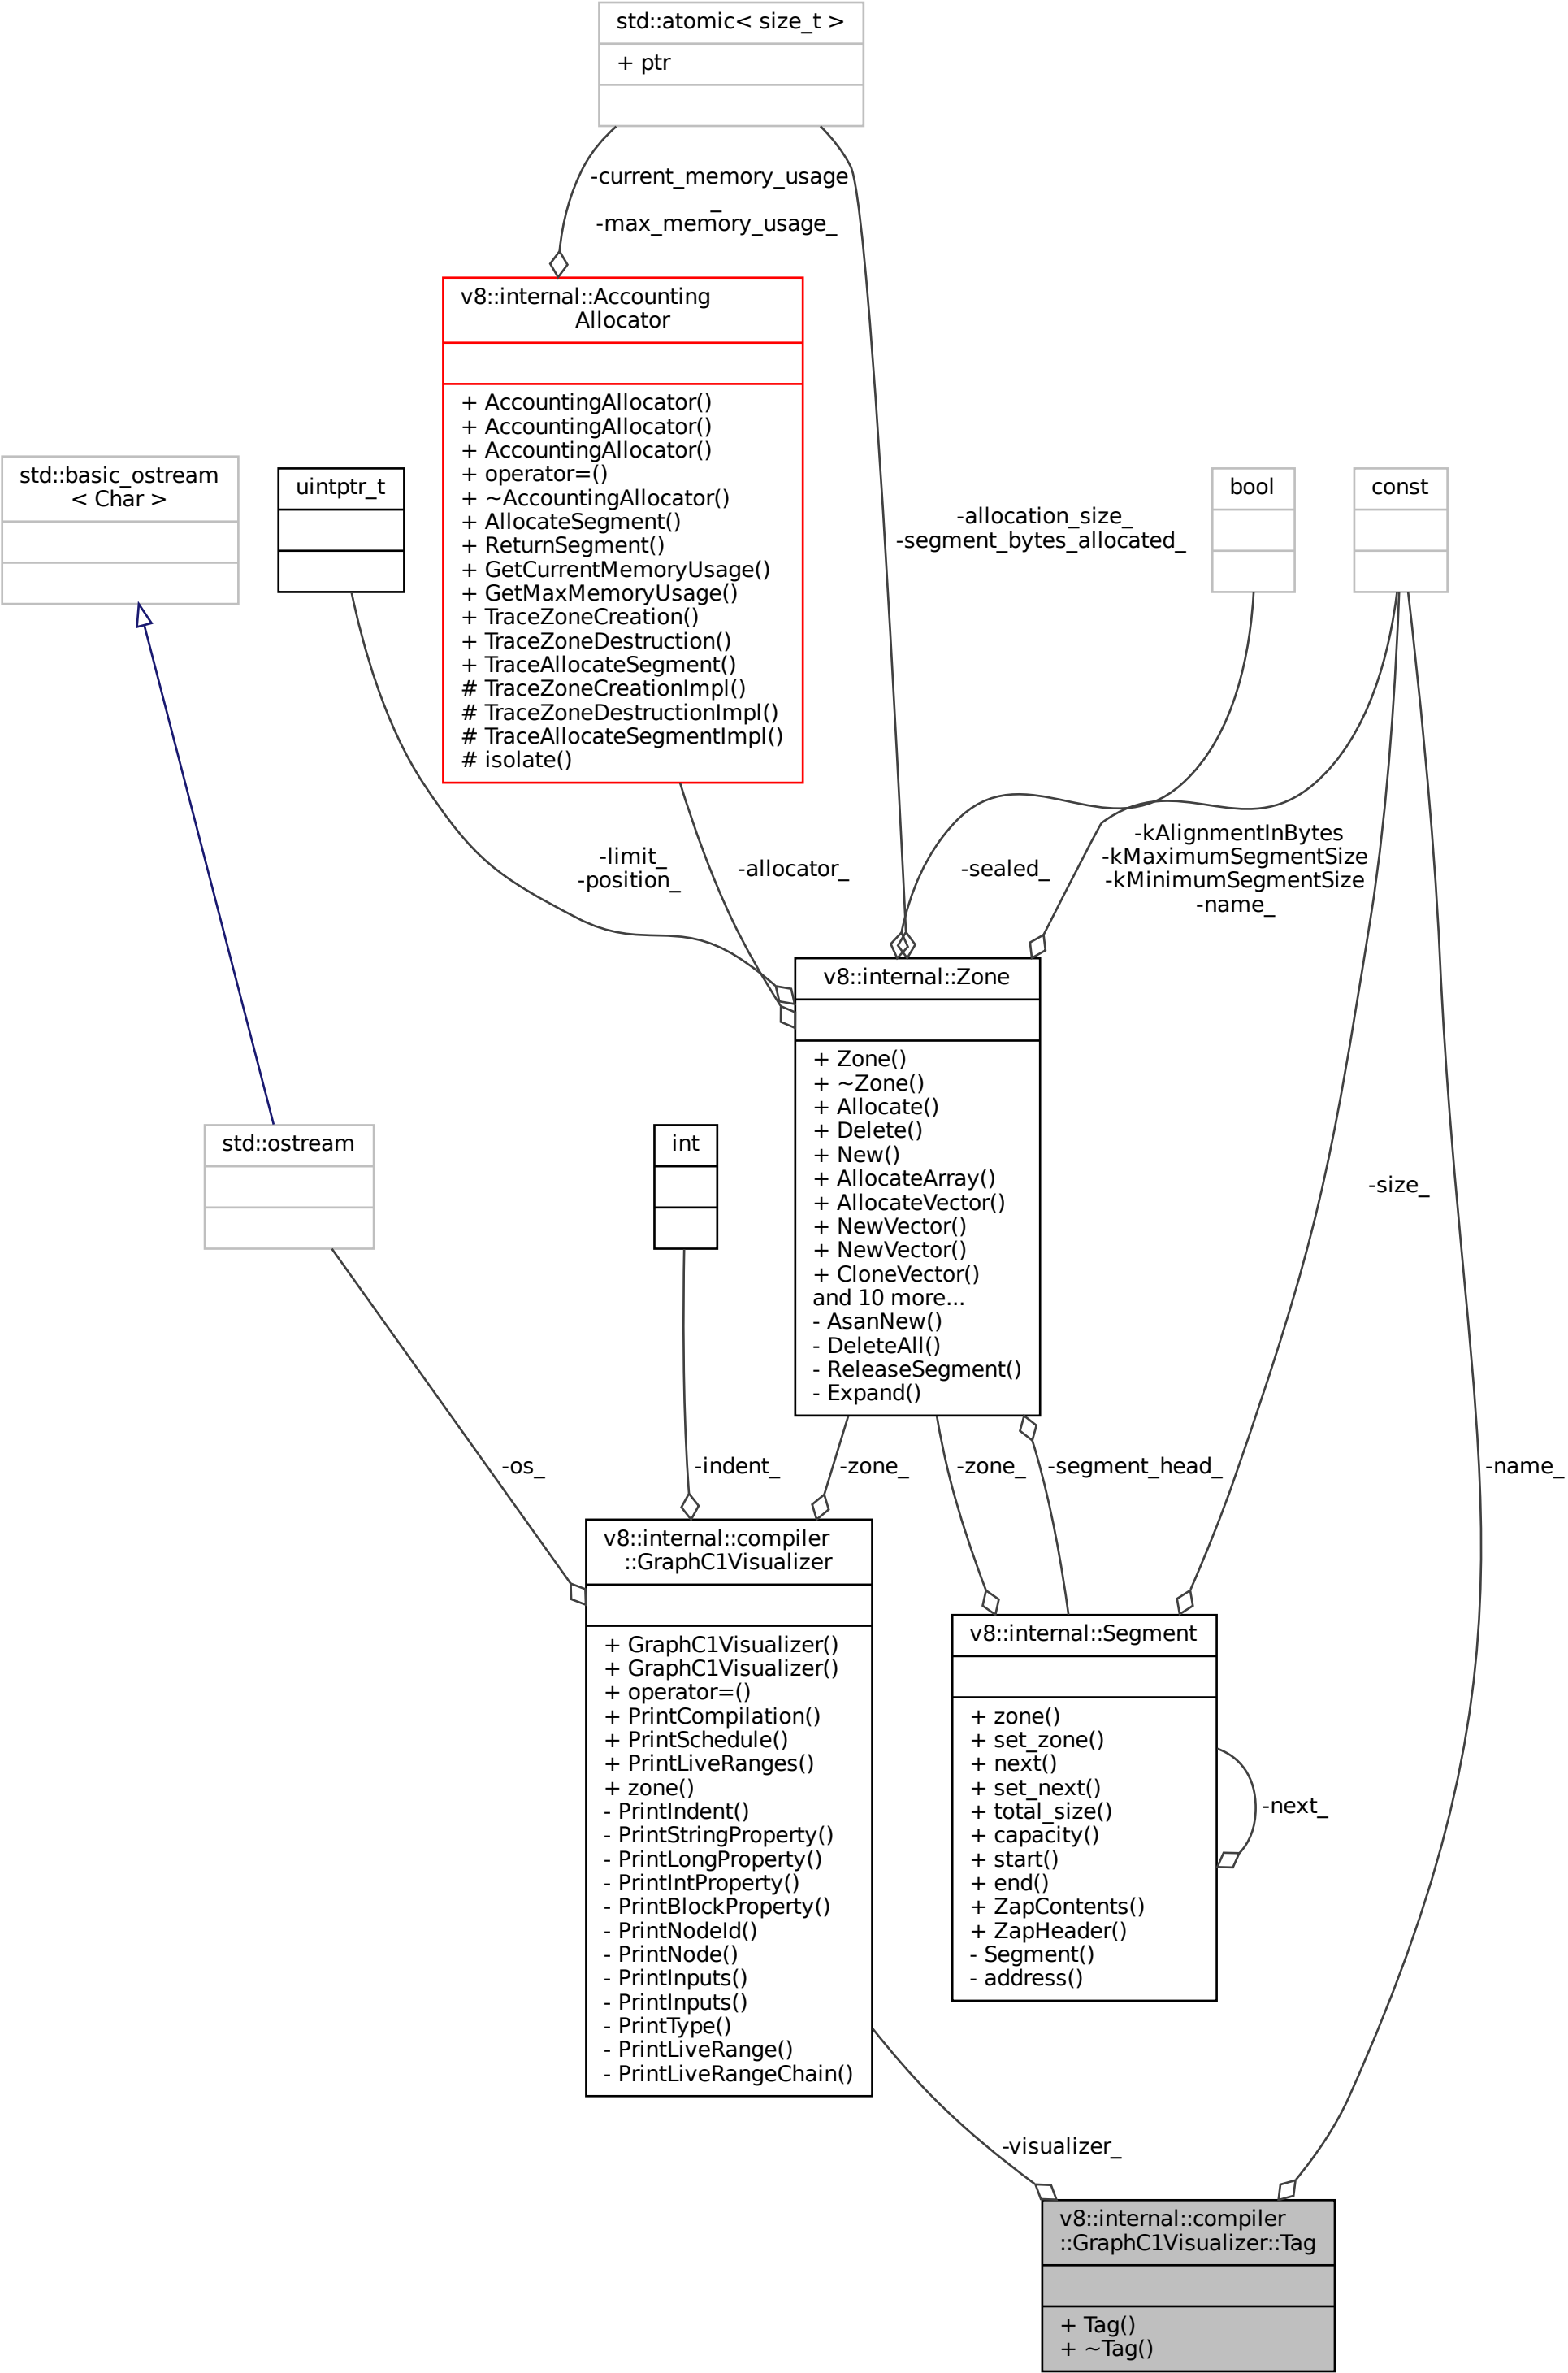 std::atomic< size_t >
+ ptr
-current_memory_usage
_
-max_memory_usage_
v8::internal::Accounting
Allocator
+ AccountingAllocator()
+ AccountingAllocator()
+ AccountingAllocator()
+ operator=()
+ ~AccountingAllocator()
+ AllocateSegment()
+ ReturnSegment()
+ GetCurrentMemoryUsage()
+ GetMaxMemoryUsage()
+ TraceZoneCreation()
+ TraceZoneDestruction()
+ TraceAllocateSegment()
# TraceZoneCreationImpl()
# TraceZoneDestructionImpl()
# TraceAllocateSegmentImpl()
# isolate()
std::basic_ostream
< Char >
uintptr_t
-allocation_size_
-segment_bytes_allocated_
bool
const
-limit_
-position_
-allocator_
-sealed_
-kAlignmentInBytes
-kMaximumSegmentSize
-kMinimumSegmentSize
-name_
v8::internal::Zone
+ Zone()
+ ~Zone()
+ Allocate()
+ Delete()
+ New()
+ AllocateArray()
+ AllocateVector()
+ NewVector()
+ NewVector()
+ CloneVector()
and 10 more...
- AsanNew()
- DeleteAll()
- ReleaseSegment()
- Expand()
std::ostream
int
-size_
-os_
-indent_
-zone_
-zone_
-segment_head_
-name_
v8::internal::compiler
::GraphC1Visualizer
+ GraphC1Visualizer()
+ GraphC1Visualizer()
+ operator=()
+ PrintCompilation()
+ PrintSchedule()
+ PrintLiveRanges()
+ zone()
- PrintIndent()
- PrintStringProperty()
- PrintLongProperty()
- PrintIntProperty()
- PrintBlockProperty()
- PrintNodeId()
- PrintNode()
- PrintInputs()
- PrintInputs()
- PrintType()
- PrintLiveRange()
- PrintLiveRangeChain()
v8::internal::Segment
+ zone()
+ set_zone()
+ next()
+ set_next()
+ total_size()
+ capacity()
+ start()
+ end()
+ ZapContents()
+ ZapHeader()
- Segment()
- address()
-next_
-visualizer_
v8::internal::compiler
::GraphC1Visualizer::Tag
+ Tag()
+ ~Tag()